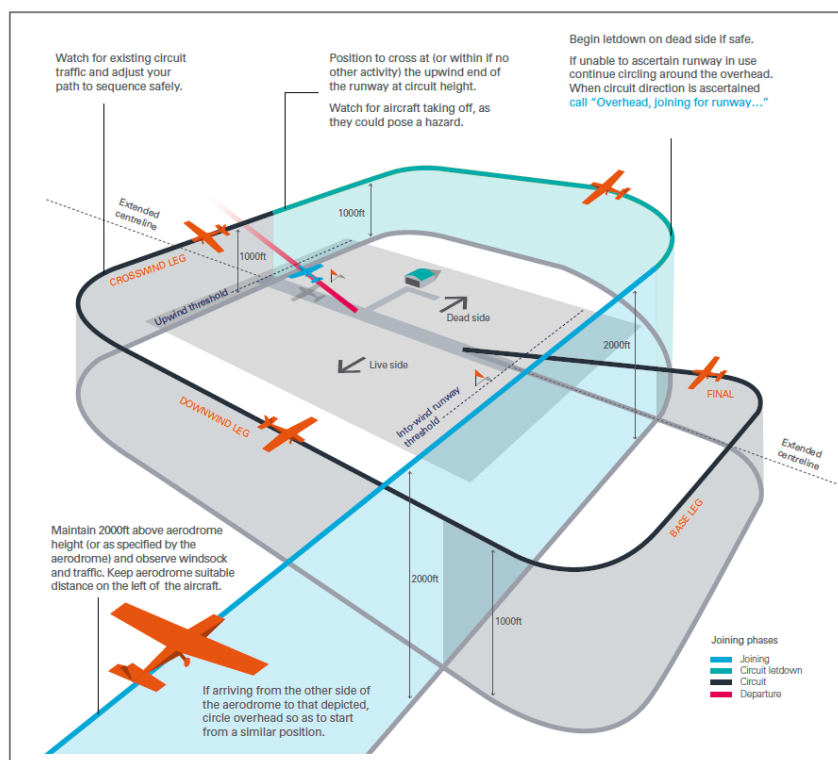 Watch for existing circuit
traffic and adjust your
path to sequence safely.
Position to cross at (or within if no
other activity) the upwind end of
the runway at circuit height.
Watch for aircraft taking off, as
they could pose a hazard.
Begin letdown on dead side if safe.
If unable to ascertain runway in use
continue circling around the overhead.
When circuit direction is ascertained
call “Overhead, joining for runway…”
Extended
centreline
1000ft
1000ft
CROSSWIND LEG
Upwind threshold
Dead side
2000ft
Live side
Into-wind runway
threshold
FINAL
DOWNWIND LEG
Extended
centreline
BASE LEG
Maintain 2000ft above aerodrome
height (or as specified by the
aerodrome) and observe windsock
and traffic. Keep aerodrome suitable
distance on the left of the aircraft.
2000ft
1000ft
If arriving from the other side of
the aerodrome to that depicted,
circle overhead so as to start
from a similar position.
Joining phases
Joining
Circuit letdown
Circuit
Departure